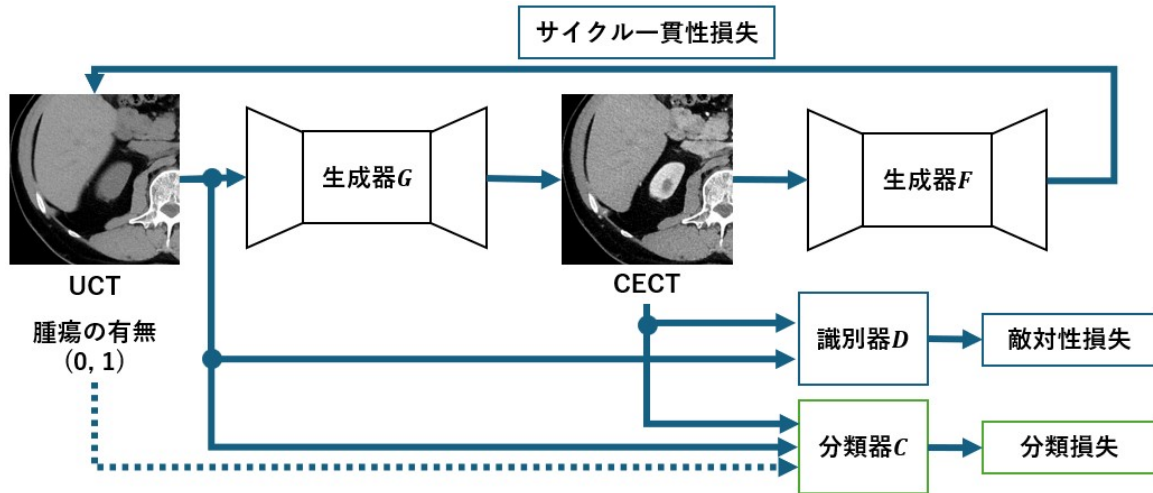 サイクル一貫性損失
生成器G
生成器F
UCT
CECT
腫瘍の有無
(0, 1)
識別器D
敵対性損失
分類器C
分類損失